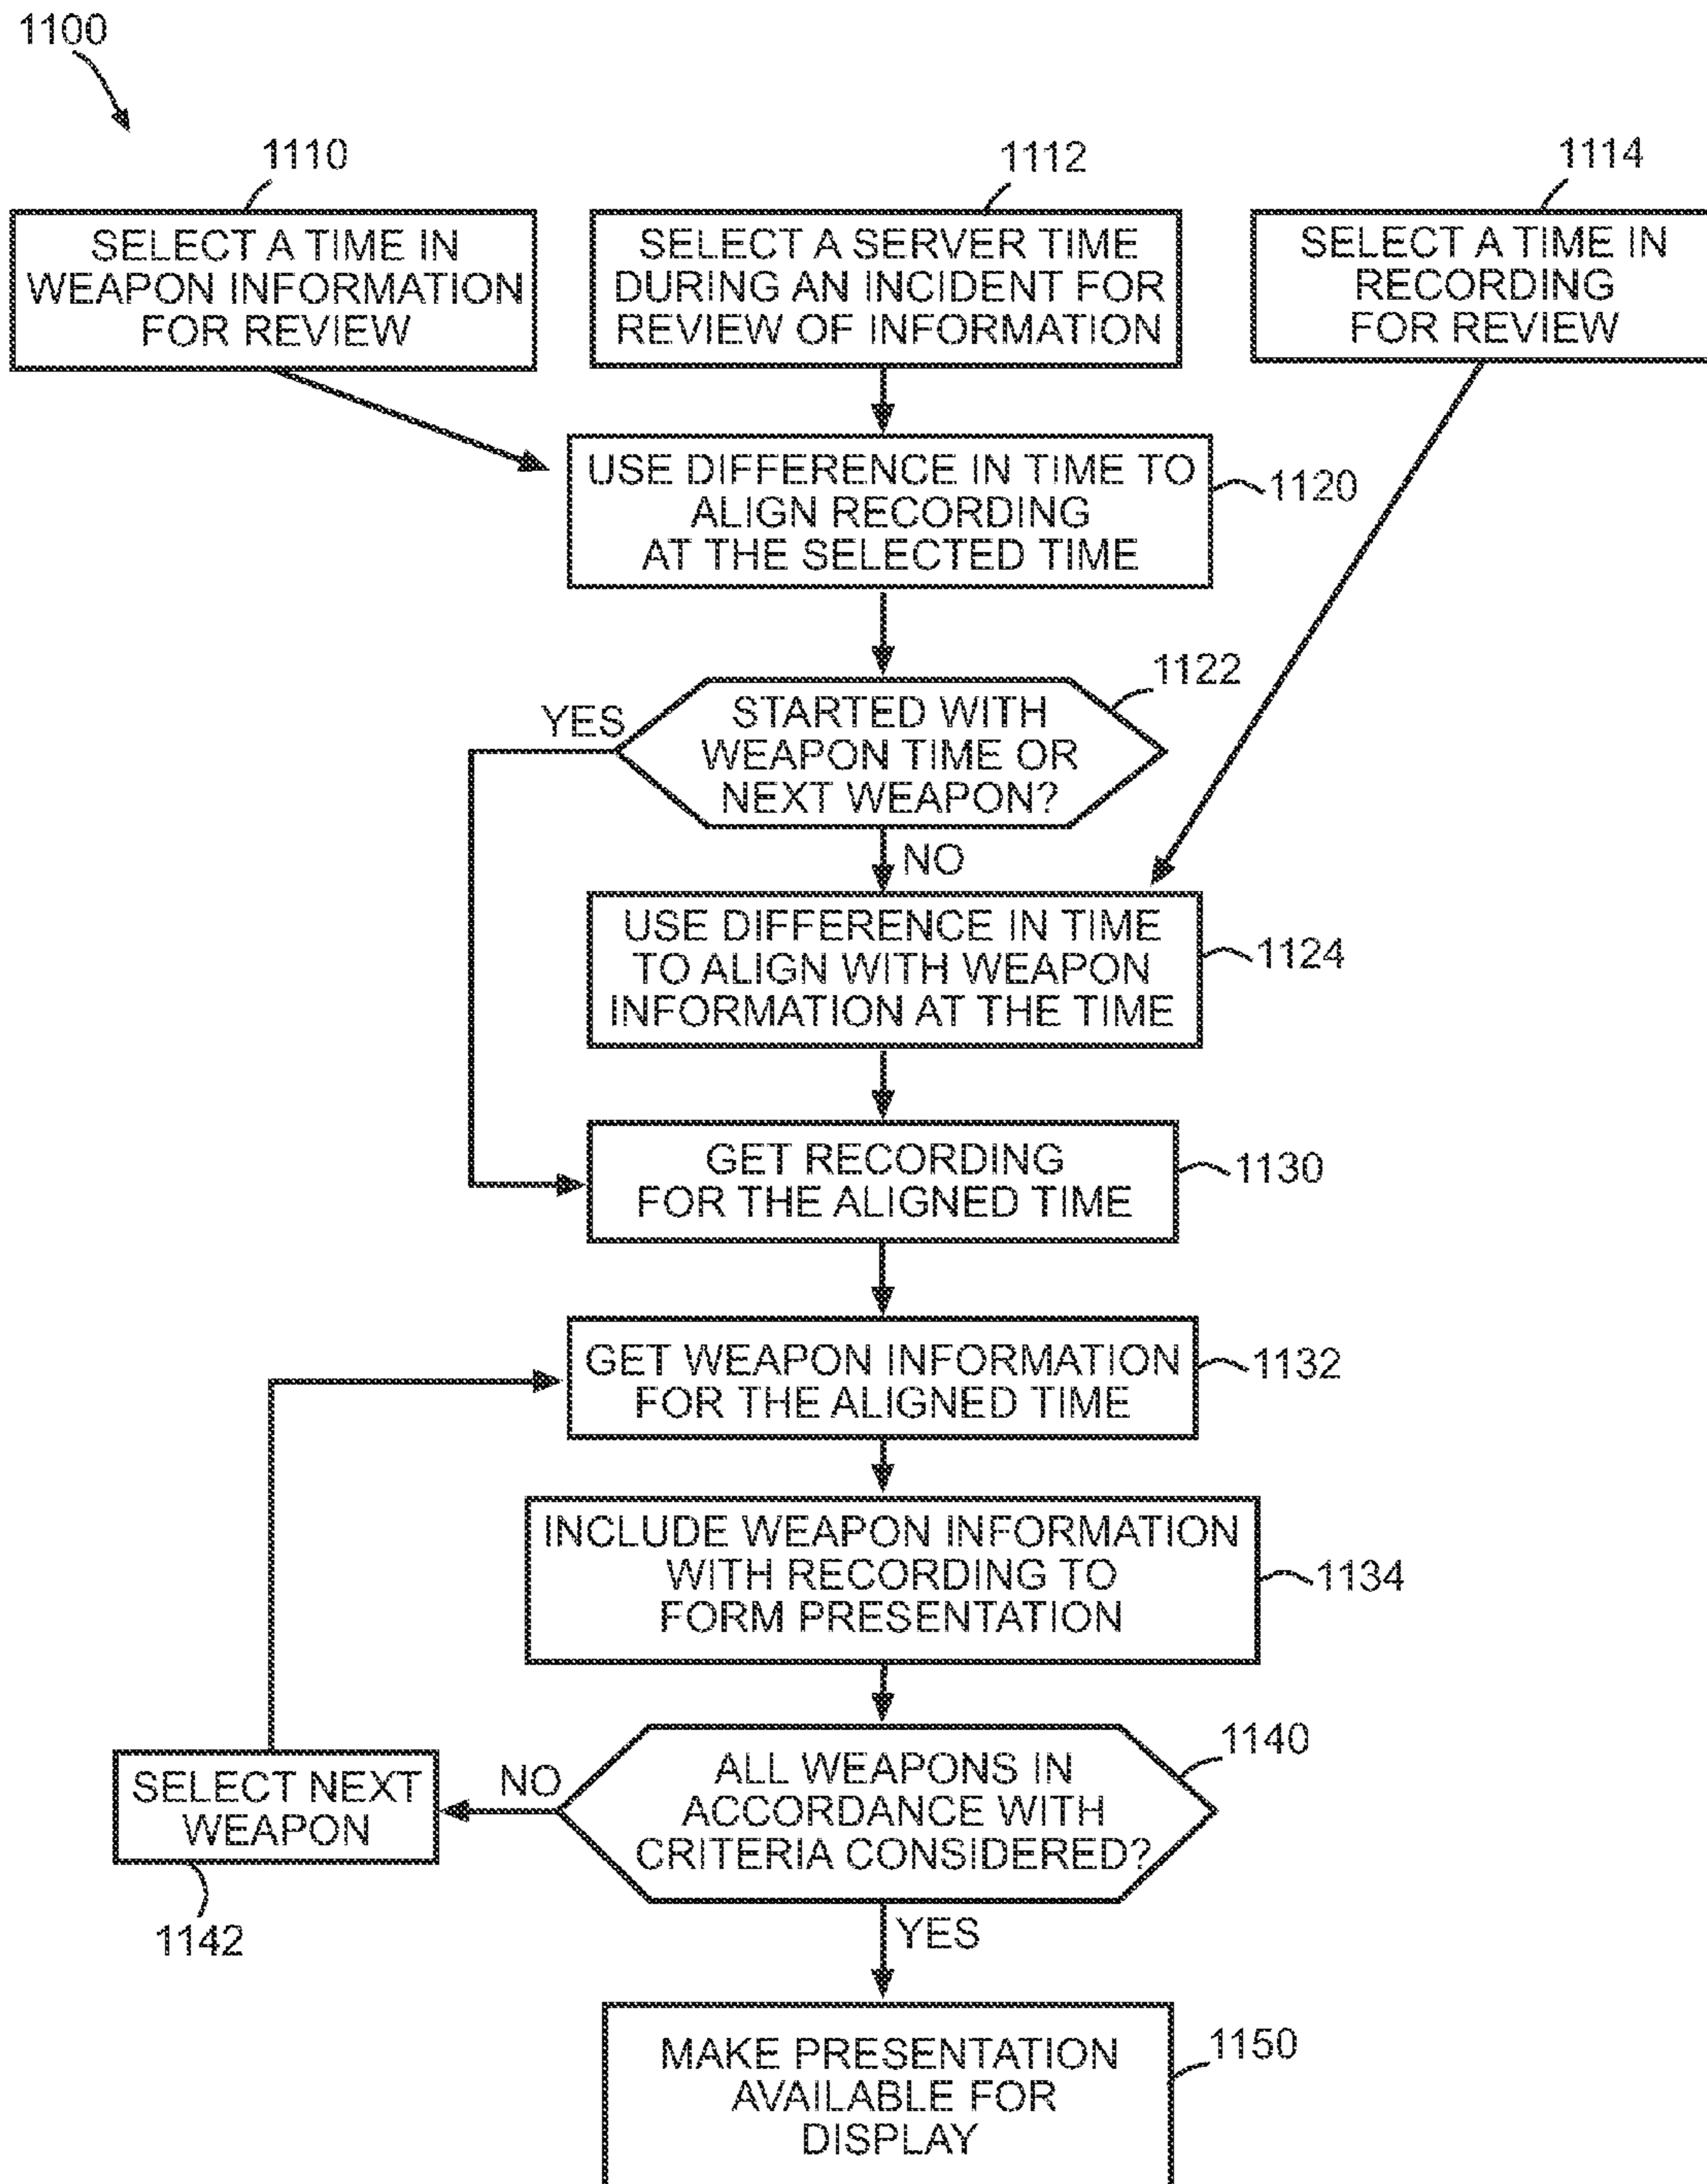 1100
1110
1112
1114
SELECT A TIME IN
WEAPON INFORMATION
FOR REVIEW
SELECT A SERVER TIME
DURING AN INCIDENT FOR
REVIEW OF INFORMATION
SELECT A TIME IN
RECORDING
FOR REVIEW
USE DIFFERENCE IN TIME TO
ALIGN RECORDING
AT THE SELECTED TIME
1120
1122
YES
STARTED WITH
WEAPON TIME OR
NEXT WEAPON?
NO
USE DIFFERENCE IN TIME
TO ALIGN WITH WEAPON
INFORMATION AT THE TIME
1124
GET RECORDING
FOR THE ALIGNED TIME
1130
GET WEAPON INFORMATION
FOR THE ALIGNED TIME
1132
INCLUDE WEAPON INFORMATION
WITH RECORDING TO
FORM PRESENTATION
1134
1140
ALL WEAPONS IN
ACCORDANCE WITH
CRITERIA CONSIDERED?
NO
SELECT NEXT
WEAPON
1142
YES
MAKE PRESENTATION
AVAILABLE FOR
DISPLAY
1150